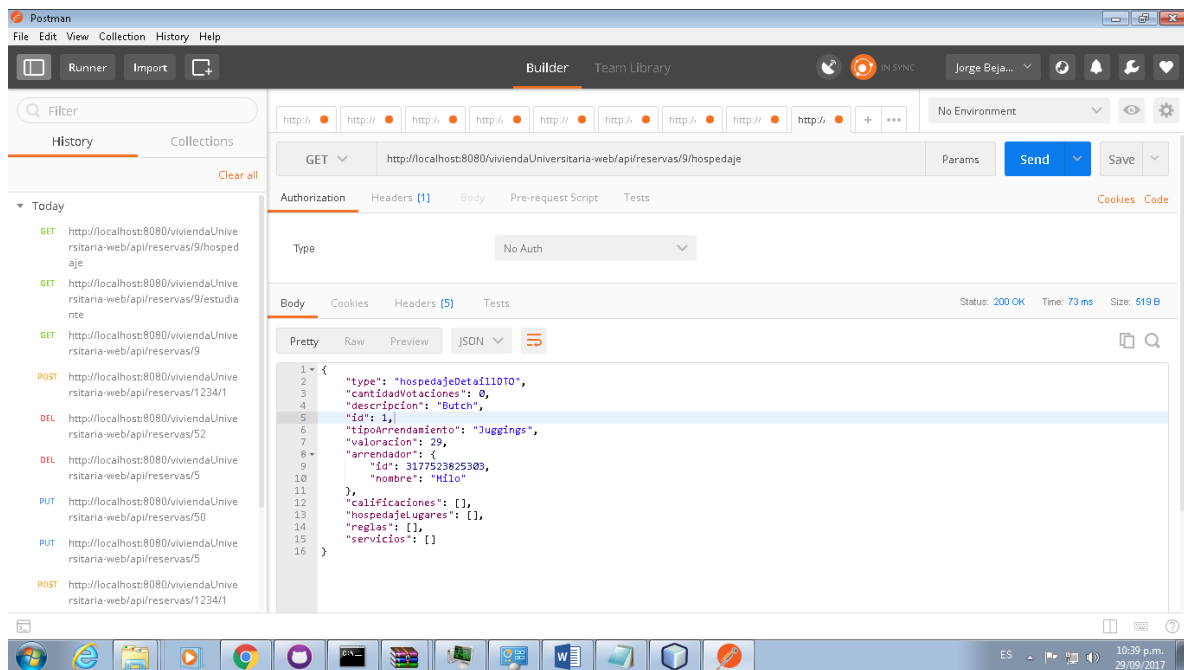 Postman
File Edit View Collection History Help
Runner Import Builder Team Library IN SYNC Jorge Beja...
Filter
History Collections
Clear all
Today
GET http://localhost:8080/viviendaUnive
rsitaria-web/api/reservas/9/hosped
aje
GET http://localhost:8080/viviendaUnive
rsitaria-web/api/reservas/9/estudia
nte
GET http://localhost:8080/viviendaUnive
rsitaria-web/api/reservas/9
POST http://localhost:8080/viviendaUnive
rsitaria-web/api/reservas/1234/1
DEL http://localhost:8080/viviendaUnive
rsitaria-web/api/reservas/52
DEL http://localhost:8080/viviendaUnive
rsitaria-web/api/reservas/5
PUT http://localhost:8080/viviendaUnive
rsitaria-web/api/reservas/50
PUT http://localhost:8080/viviendaUnive
rsitaria-web/api/reservas/5
POST http://localhost:8080/viviendaUnive
rsitaria-web/api/reservas/1234/1
http:/ http:// http:/ http:/ http:// http:/ http:/ http:// http:/ + •••
No Environment
GET http://localhost:8080/viviendaUniversitaria-web/api/reservas/9/hospedaje Params Send Save
Authorization Headers (1) Body Pre-request Script Tests Cookies Code
Type No Auth
Body Cookies Headers (5) Tests Status: 200 OK Time: 73 ms Size: 519 B
Pretty Raw Preview JSON
1 {
2 "type": "hospedajeDetaillDTO",
3 "cantidadVotaciones": 0,
4 "descripcion": "Butch",
5 "id": 1,
6 "tipoArrendamiento": "Juggings",
7 "valoracion": 29,
8 "arrendador": {
9 "id": 3177523825303,
10 "nombre": "Milo"
11 },
12 "calificaciones": [],
13 "hospedajeLugares": [],
14 "reglas": [],
15 "servicios": []
16 }
ES 10:39 p.m.
29/09/2017